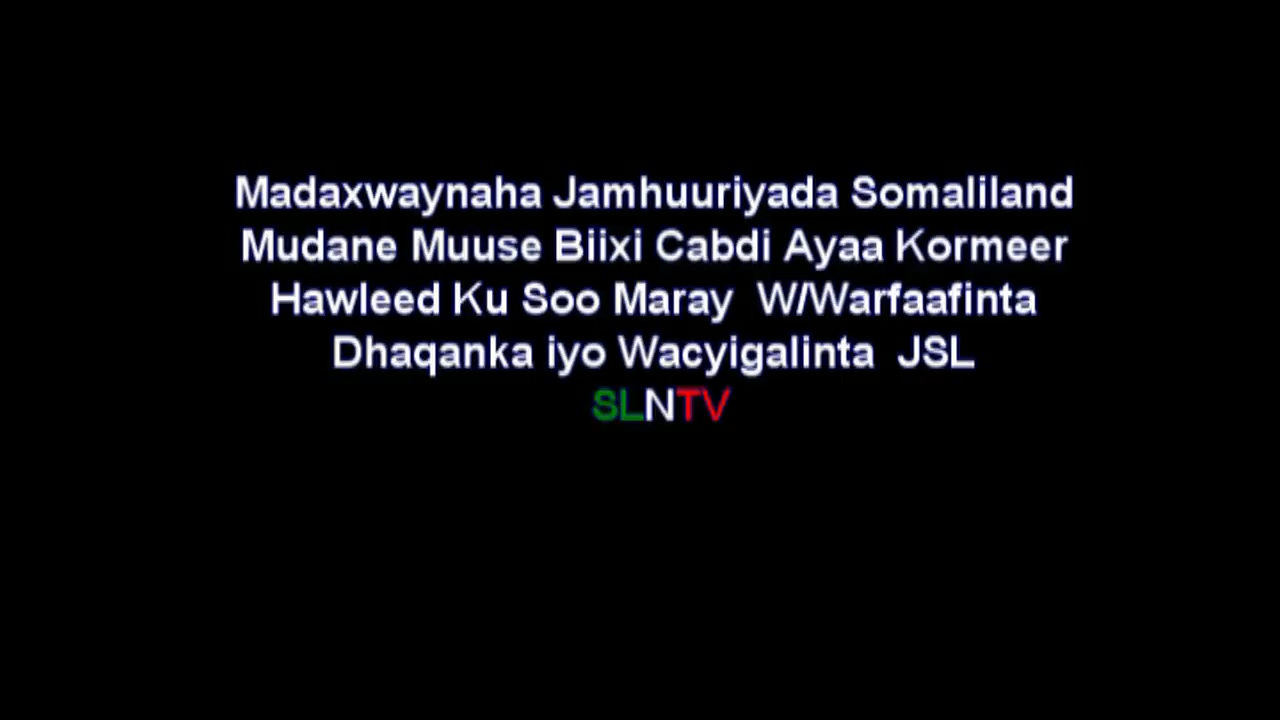 Madaxwaynaha Jamhuuriyada Somaliland
Mudane Muuse Biixi Cabdi Ayaa Kormeer
Hawleed Ku Soo Maray  W/Warfaafinta
Dhaqanka iyo Wacyigalinta  JSL
SLNTV